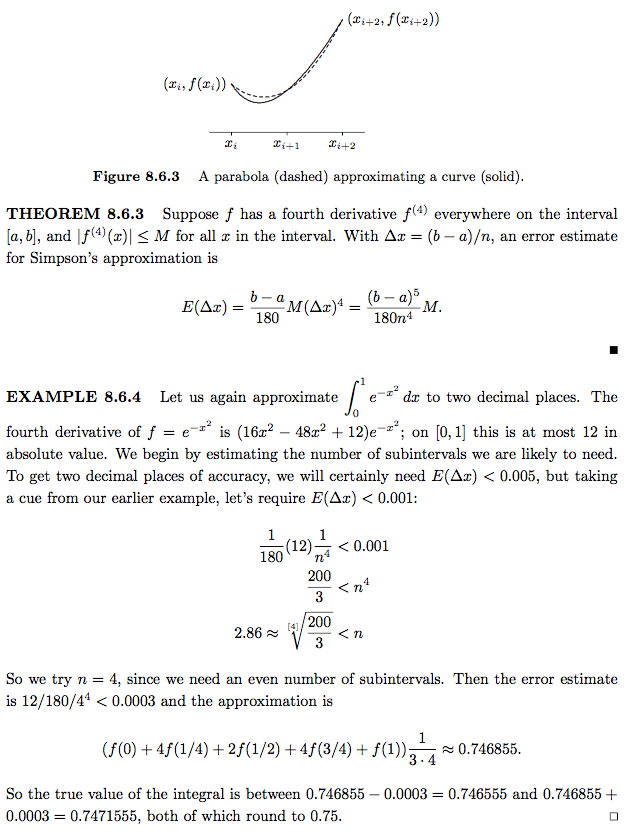 (x_{i+2}, f(x_{i+2}))
(x_i, f(x_i))
x_i x_{i+1} x_{i+2}
Figure 8.6.3 A parabola (dashed) approximating a curve (solid).
THEOREM 8.6.3 Suppose f has a fourth derivative f^{(4)} everywhere on the interval
[a, b], and |f^{(4)}(x)| ≤ M for all x in the interval. With Δx = (b − a)/n, an error estimate
for Simpson's approximation is
E(Δx) = \frac{b − a}{180} M(Δx)^4 = \frac{(b − a)^5}{180n^4} M.
■
EXAMPLE 8.6.4 Let us again approximate \int_0^1 e^{−x^2} dx to two decimal places. The
fourth derivative of f = e^{−x^2} is (16x^2 − 48x^2 + 12)e^{−x^2}; on [0, 1] this is at most 12 in
absolute value. We begin by estimating the number of subintervals we are likely to need.
To get two decimal places of accuracy, we will certainly need E(Δx) < 0.005, but taking
a cue from our earlier example, let's require E(Δx) < 0.001:
\frac{1}{180}(12)\frac{1}{n^4} < 0.001
\frac{200}{3} < n^4
2.86 ≈ \sqrt[[4]]{\frac{200}{3}} < n
So we try n = 4, since we need an even number of subintervals. Then the error estimate
is 12/180/4^4 < 0.0003 and the approximation is
(f(0) + 4f(1/4) + 2f(1/2) + 4f(3/4) + f(1))\frac{1}{3 · 4} ≈ 0.746855.
So the true value of the integral is between 0.746855 − 0.0003 = 0.746555 and 0.746855 +
0.0003 = 0.7471555, both of which round to 0.75. □